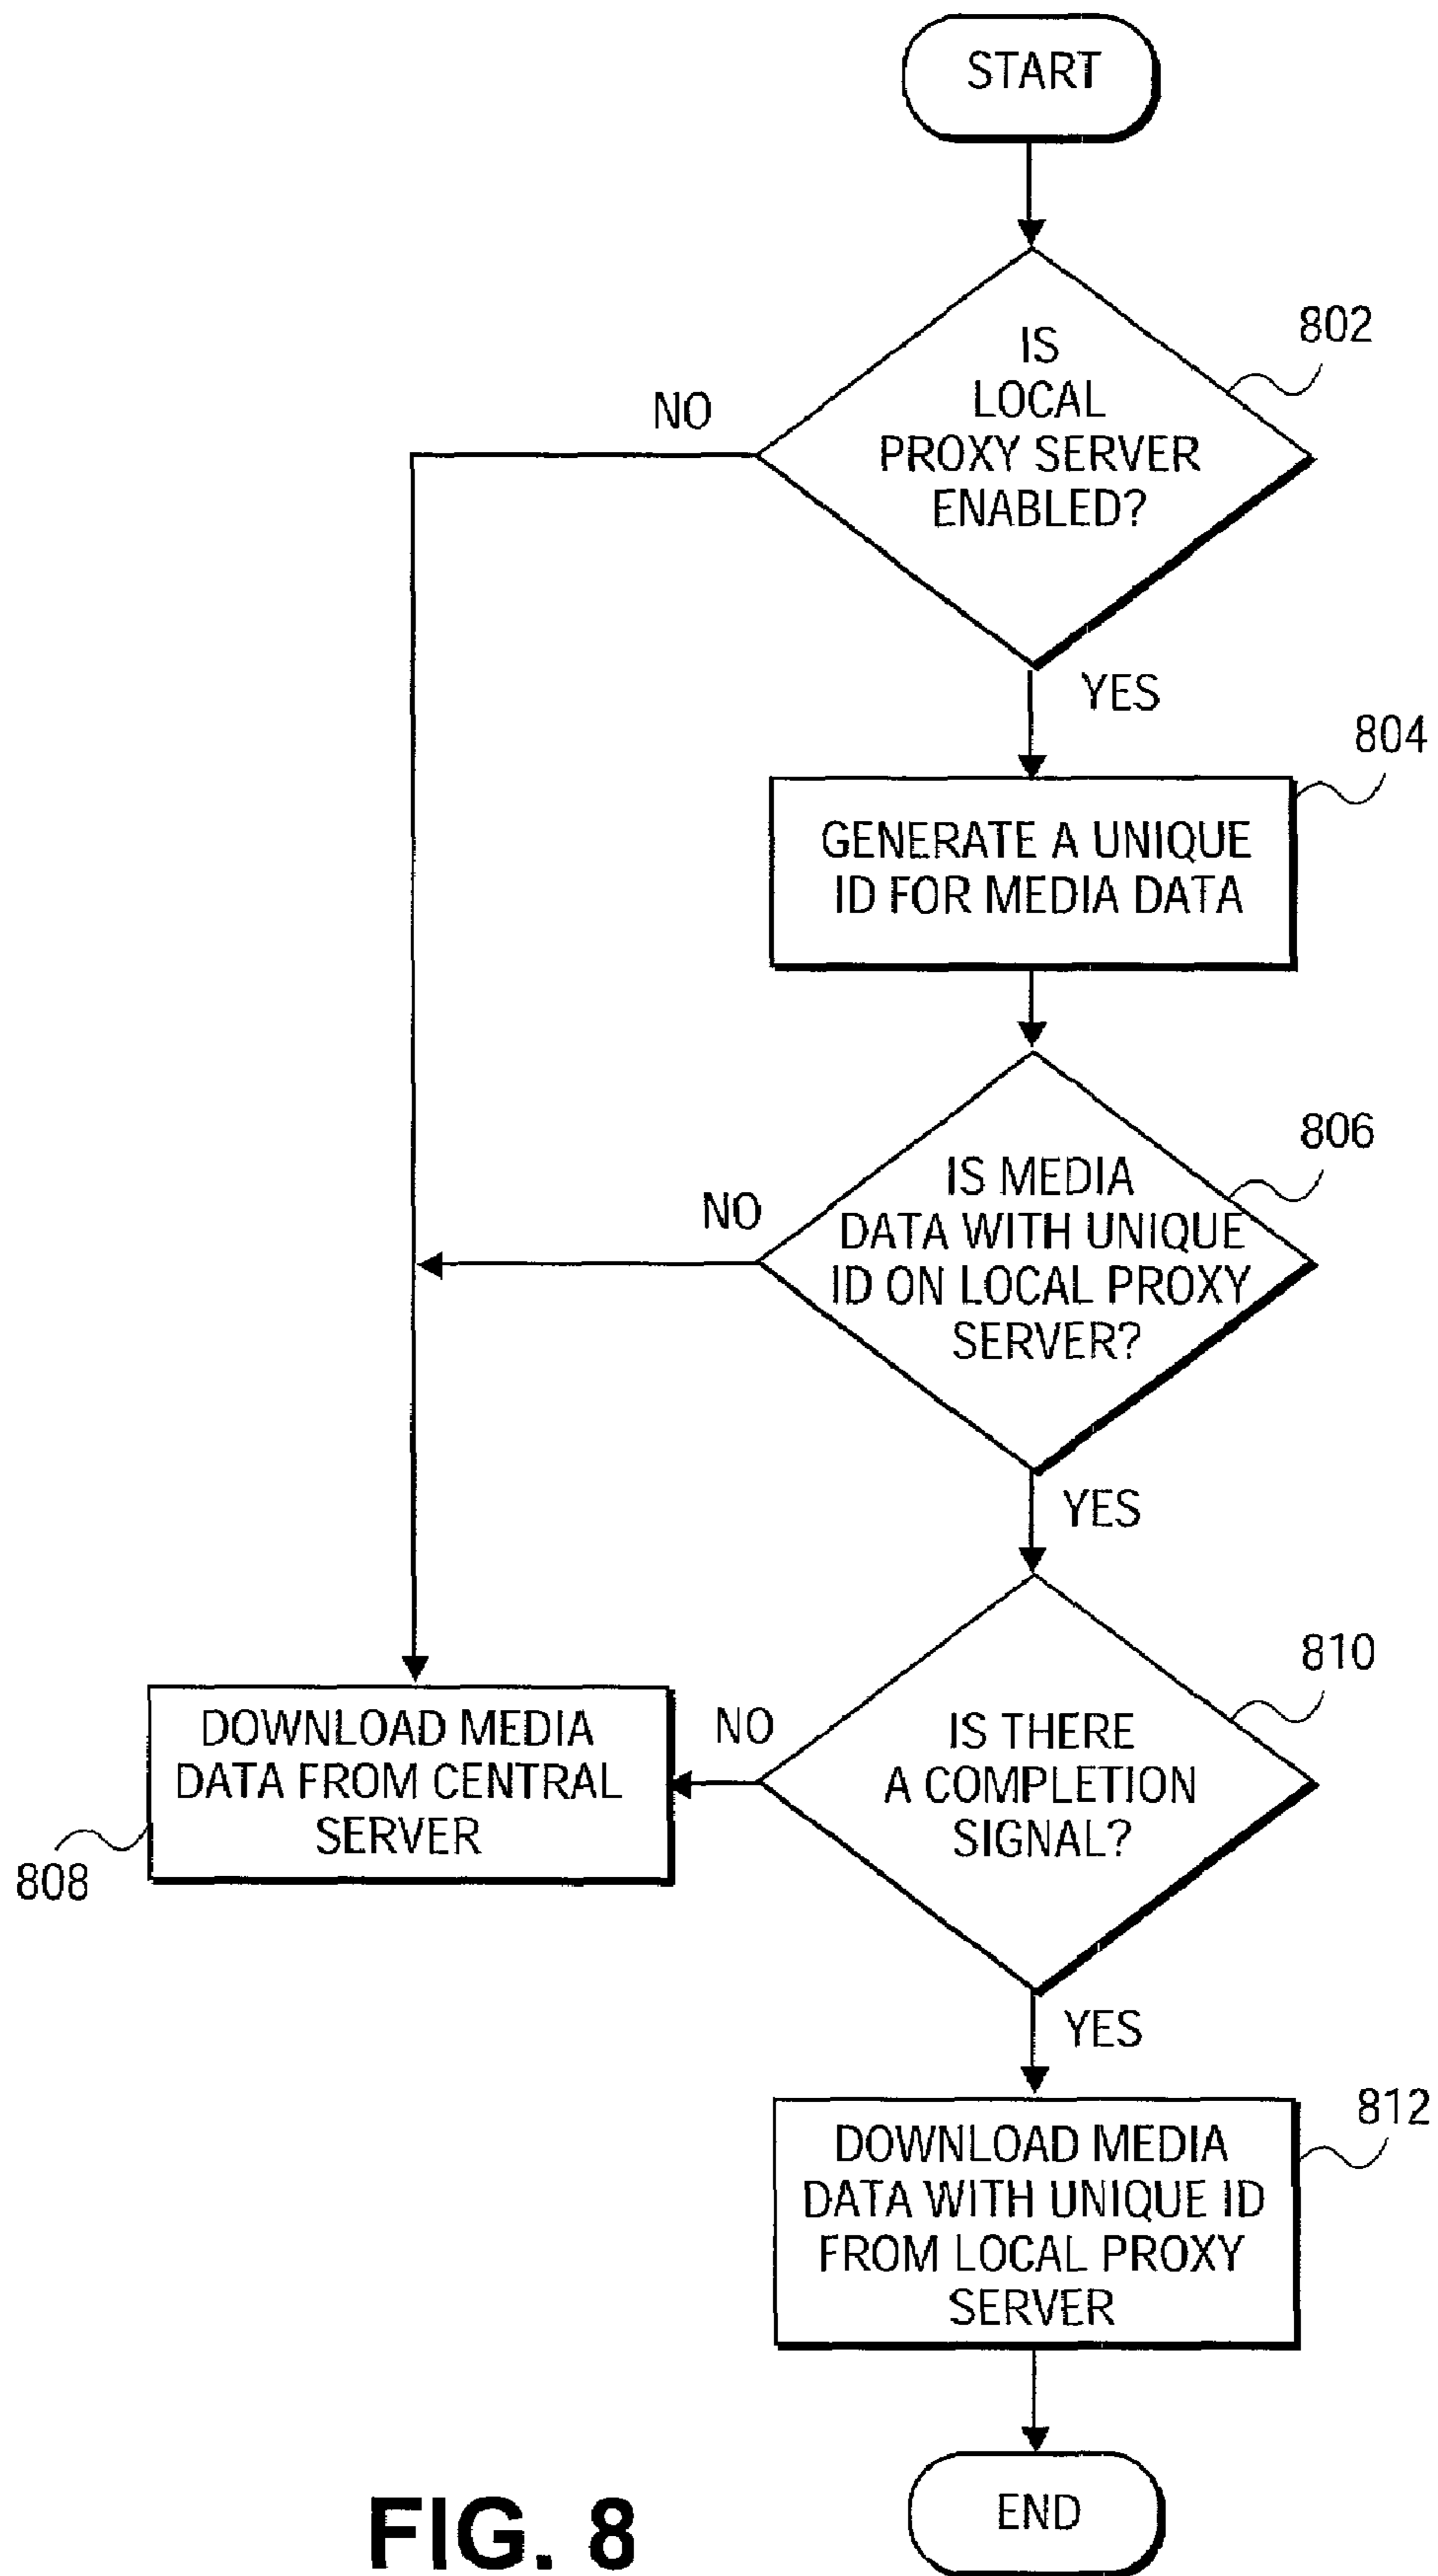 START
IS
LOCAL
PROXY SERVER
ENABLED?
802
NO
YES
804
GENERATE A UNIQUE
ID FOR MEDIA DATA
806
IS MEDIA
DATA WITH UNIQUE
ID ON LOCAL PROXY
SERVER?
NO
YES
810
IS THERE
A COMPLETION
SIGNAL?
NO
DOWNLOAD MEDIA
DATA FROM CENTRAL
SERVER
808
YES
812
DOWNLOAD MEDIA
DATA WITH UNIQUE ID
FROM LOCAL PROXY
SERVER
END
FIG. 8